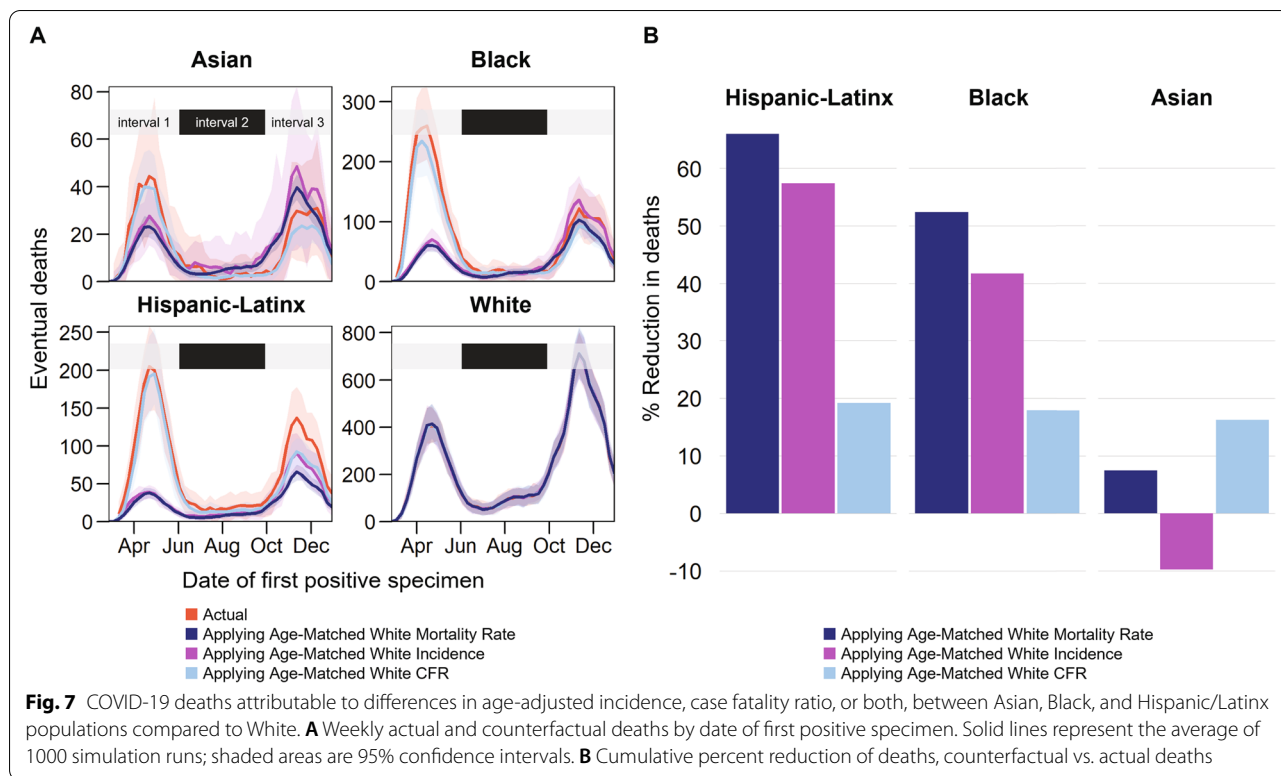 A
B
Asian
Black
Hispanic-Latinx
Black
Asian
80
60
40
20
0
interval 1
interval 2
interval 3
300
200
100
0
Eventual deaths
Hispanic-Latinx
White
250
200
150
100
50
0
800
600
400
200
0
Apr Jun Aug Oct Dec
Apr Jun Aug Oct Dec
Date of first positive specimen
Actual
Applying Age-Matched White Mortality Rate
Applying Age-Matched White Incidence
Applying Age-Matched White CFR
% Reduction in deaths
60
50
40
30
20
10
0
-10
Applying Age-Matched White Mortality Rate
Applying Age-Matched White Incidence
Applying Age-Matched White CFR
Fig. 7 COVID-19 deaths attributable to differences in age-adjusted incidence, case fatality ratio, or both, between Asian, Black, and Hispanic/Latinx
populations compared to White. A Weekly actual and counterfactual deaths by date of first positive specimen. Solid lines represent the average of
1000 simulation runs; shaded areas are 95% confidence intervals. B Cumulative percent reduction of deaths, counterfactual vs. actual deaths